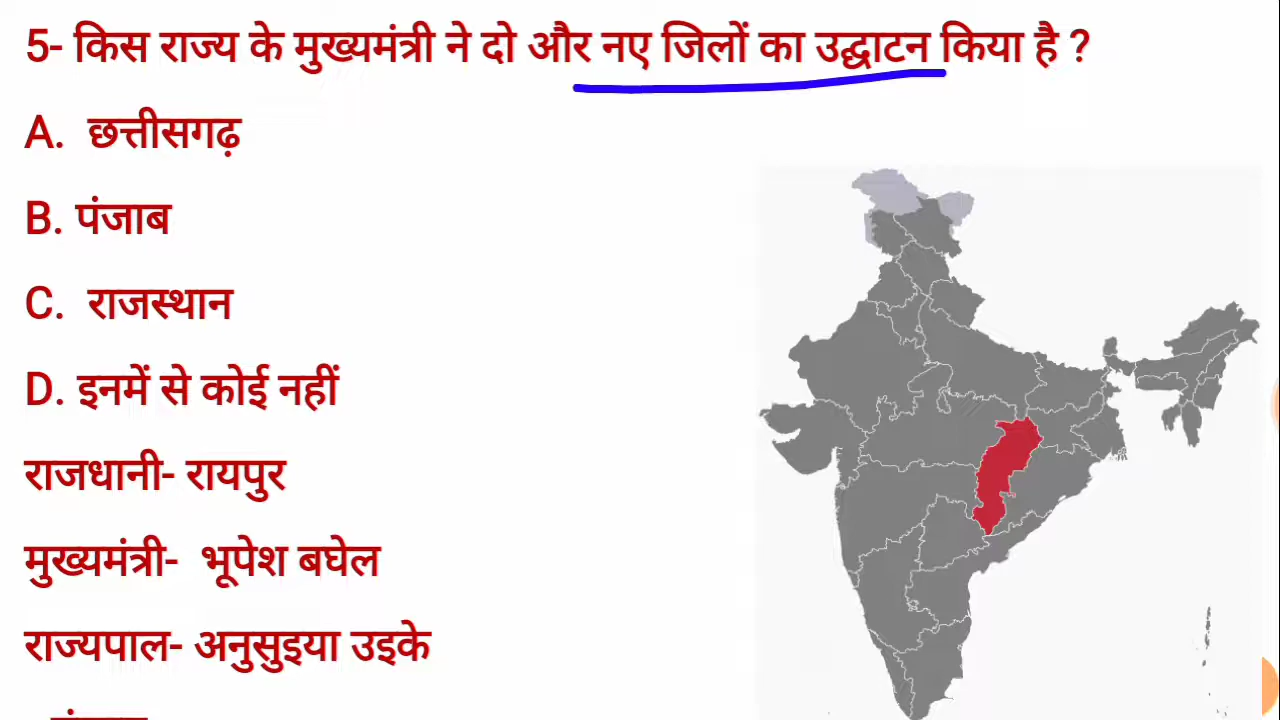 5- किस राज्य के मुख्यमंत्री ने दो और नए जिलों का उद्घाटन किया है ?
A. छत्तीसगढ़
B. पंजाब
C. राजस्थान
D. इनमें से कोई नहीं
राजधानी- रायपुर
मुख्यमंत्री- भूपेश बघेल
राज्यपाल- अनुसुइया उइके